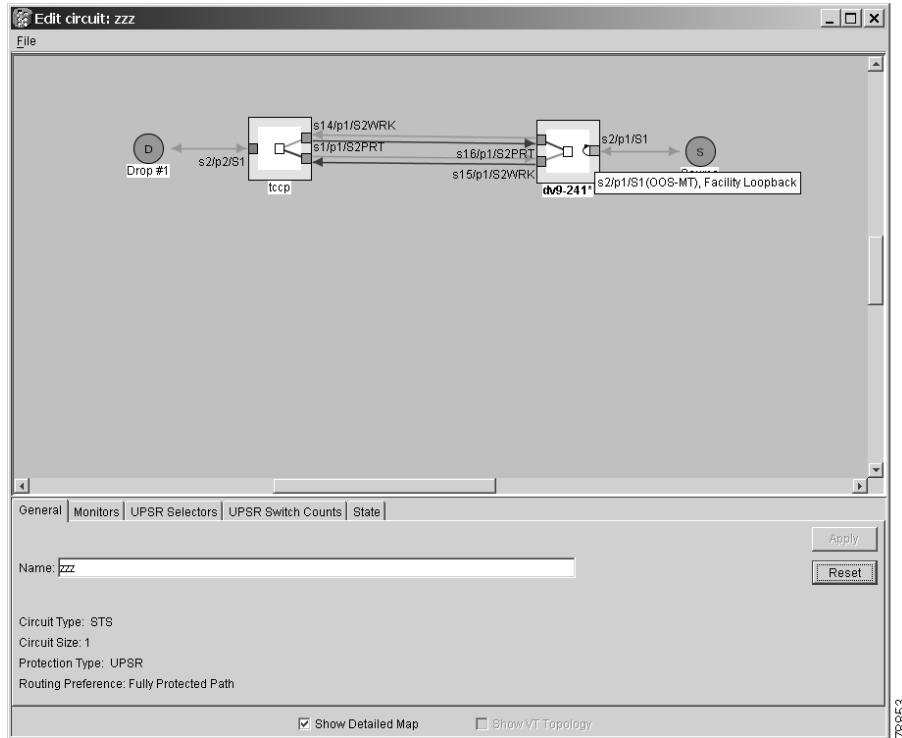 Edit circuit: zzz
File
s14/p1/S2WRK
s1/p1/S2PRT
s2/p2/S1
D
Drop #1
tccp
s16/p1/S2PRT
s15/p1/S2WRK
s2/p1/S1
S
dv9-241*
s2/p1/S1(OOS-MT), Facility Loopback
General
Monitors
UPSR Selectors
UPSR Switch Counts
State
Apply
Name: zzz
Reset
Circuit Type: STS
Circuit Size: 1
Protection Type: UPSR
Routing Preference: Fully Protected Path
Show Detailed Map
Show VT Topology
78853